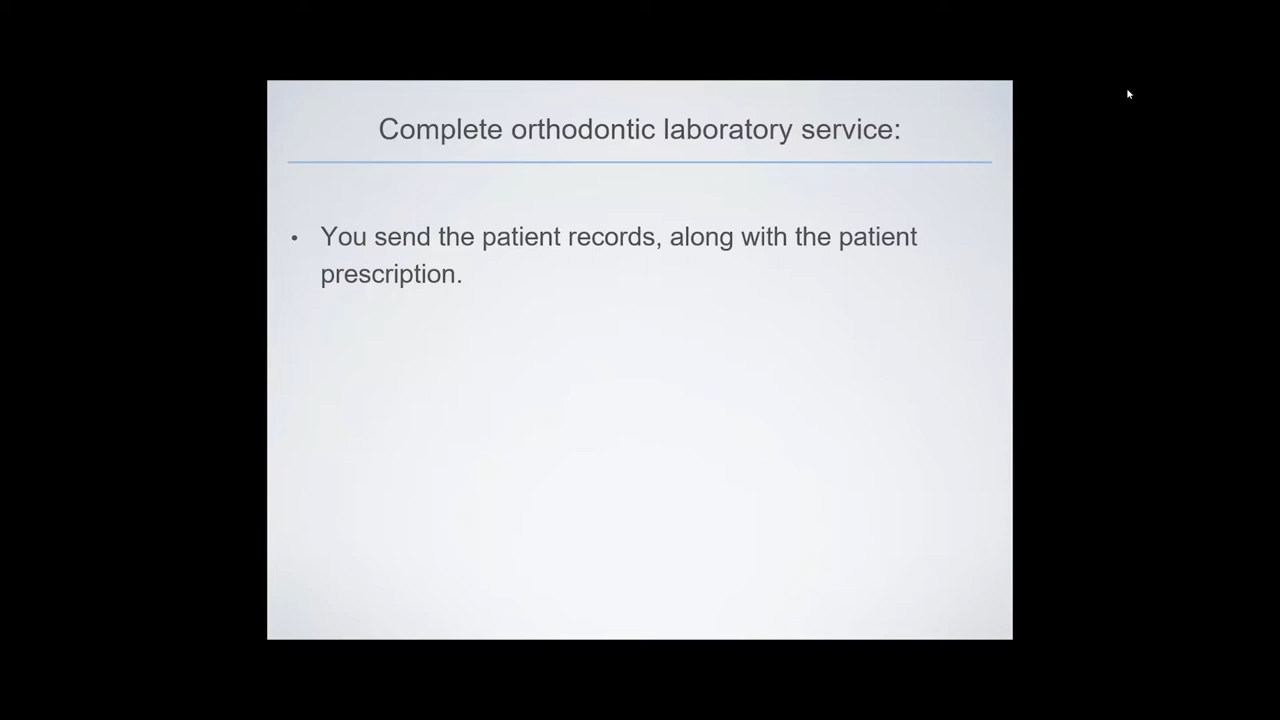 Complete orthodontic laboratory service:
• You send the patient records, along with the patient
prescription.